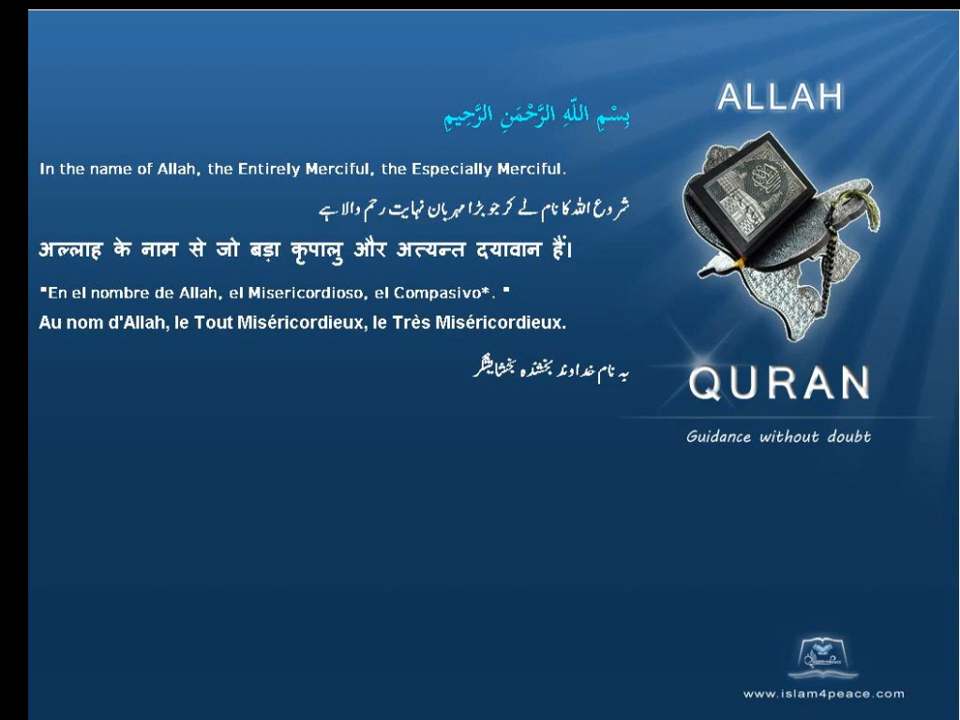 بِسْمِ اللَّهِ الرَّحْمَنِ الرَّحِيمِ
In the name of Allah, the Entirely Merciful, the Especially Merciful.
شروع الله کا نام لے کر جو بڑا مہربان نہایت رحم والا ہے
अल्लाह के नाम से जो बड़ा कृपालु और अत्यन्त दयावान हैं।
"En el nombre de Allah, el Misericordioso, el Compasivo*. "
Au nom d'Allah, le Tout Miséricordieux, le Très Miséricordieux.
به نام خداوند بخشنده بخشایشگر
ALLAH
QURAN
Guidance without doubt
www.islam4peace.com